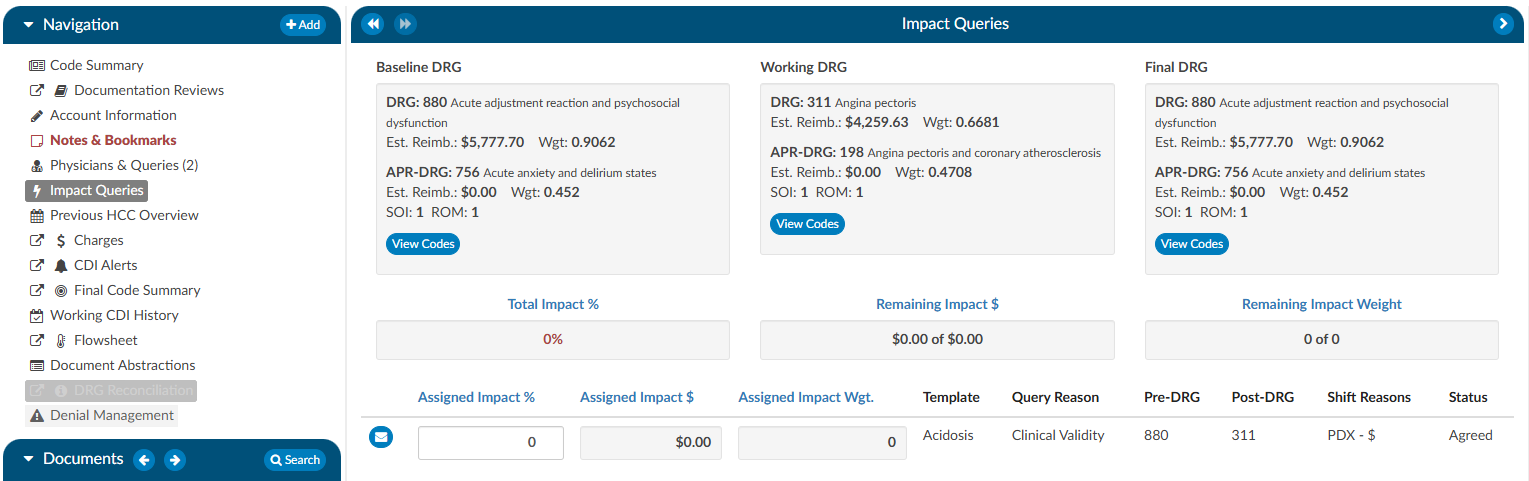 Navigation
Add
Code Summary
Documentation Reviews
Account Information
Notes & Bookmarks
Physicians & Queries (2)
Impact Queries
Previous HCC Overview
Charges
CDI Alerts
Final Code Summary
Working CDI History
Flowsheet
Document Abstractions
DRG Reconciliation
Denial Management
Documents
Search
Impact Queries
Baseline DRG
DRG: 880 Acute adjustment reaction and psychosocial
dysfunction
Est. Reimb.: $5,777.70 Wgt: 0.9062
APR-DRG: 756 Acute anxiety and delirium states
Est. Reimb.: $0.00 Wgt: 0.452
SOI: 1 ROM: 1
View Codes
Working DRG
DRG: 311 Angina pectoris
Est. Reimb.: $4,259.63 Wgt: 0.6681
APR-DRG: 198 Angina pectoris and coronary atherosclerosis
Est. Reimb.: $0.00 Wgt: 0.4708
SOI: 1 ROM: 1
View Codes
Final DRG
DRG: 880 Acute adjustment reaction and psychosocial
dysfunction
Est. Reimb.: $5,777.70 Wgt: 0.9062
APR-DRG: 756 Acute anxiety and delirium states
Est. Reimb.: $0.00 Wgt: 0.452
SOI: 1 ROM: 1
View Codes
Total Impact %
0%
Remaining Impact $
$0.00 of $0.00
Remaining Impact Weight
0 of 0
Assigned Impact % Assigned Impact $ Assigned Impact Wgt. Template Query Reason Pre-DRG Post-DRG Shift Reasons Status
0 $0.00 0 Acidosis Clinical Validity 880 311 PDX - $ Agreed